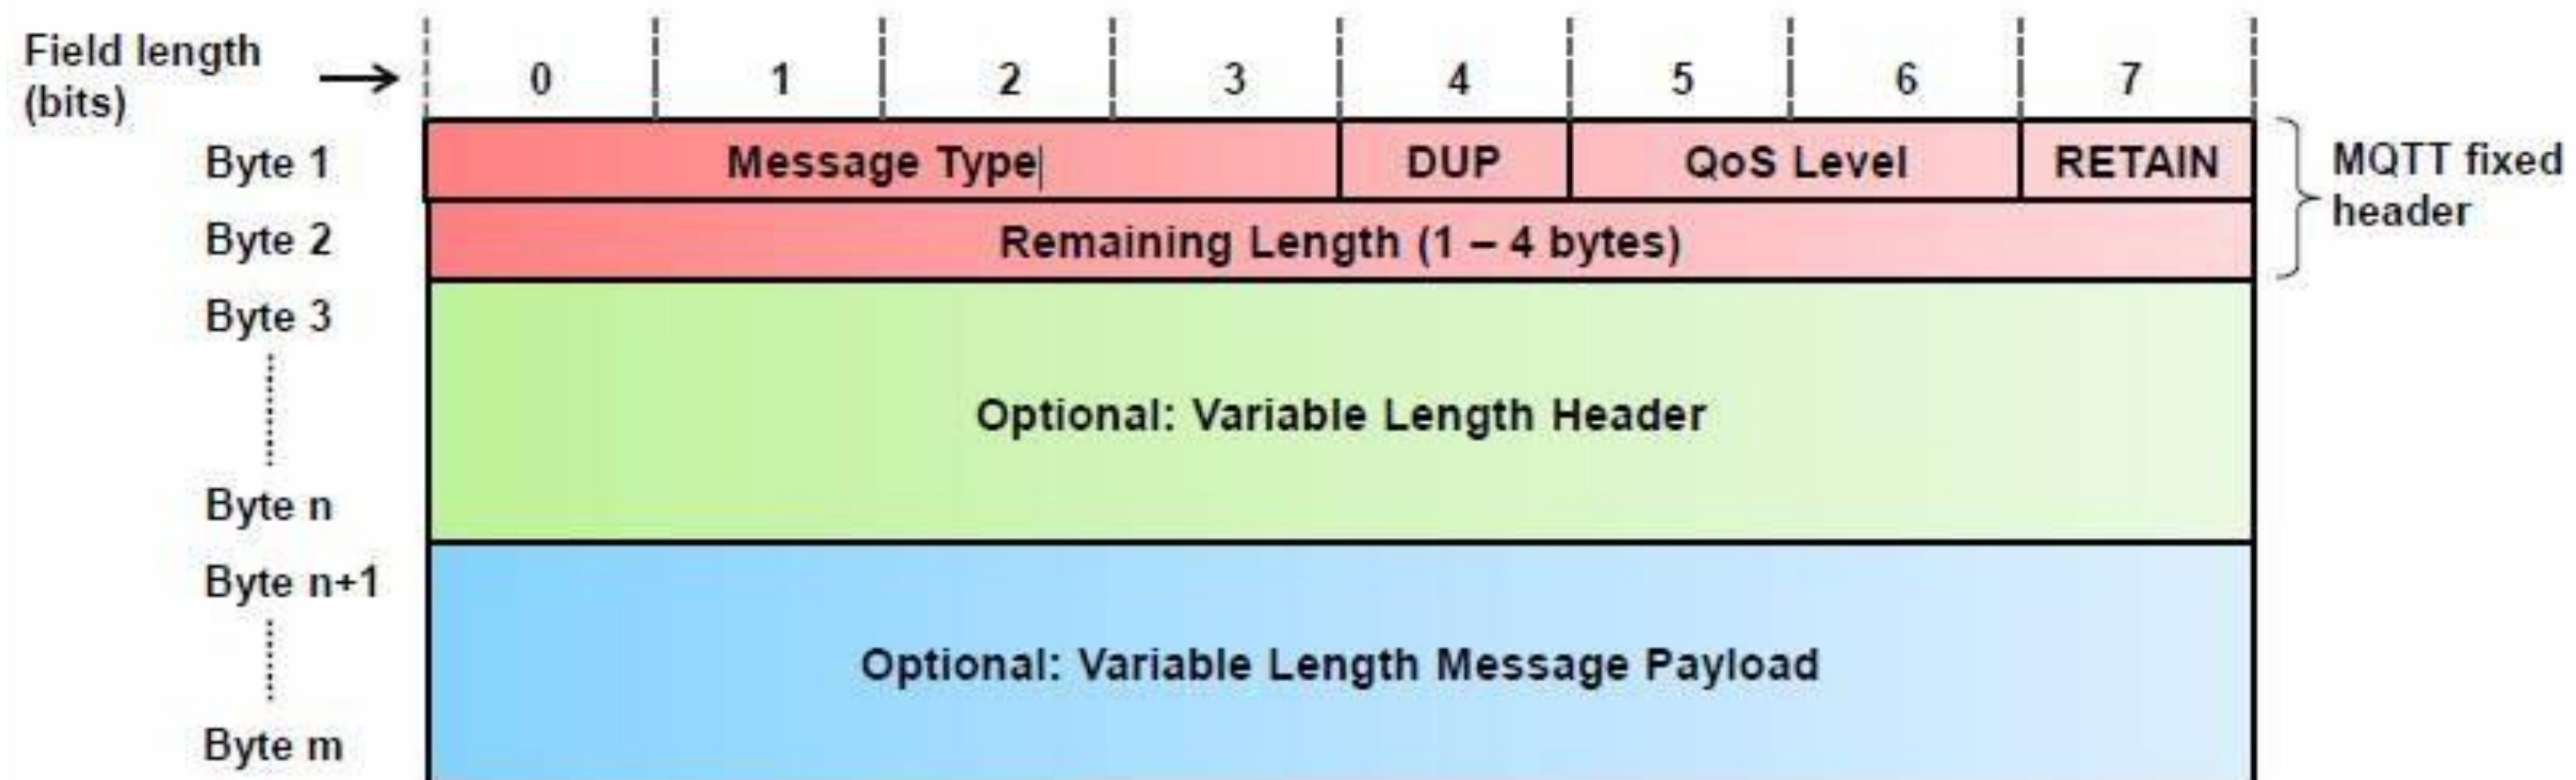 Field length
(bits)
0 1 2 3 4 5 6 7
Byte 1 Message Type DUP QoS Level RETAIN
MQTT fixed
header
Byte 2 Remaining Length (1 – 4 bytes)
Byte 3
Optional: Variable Length Header
Byte n
Byte n+1
Optional: Variable Length Message Payload
Byte m